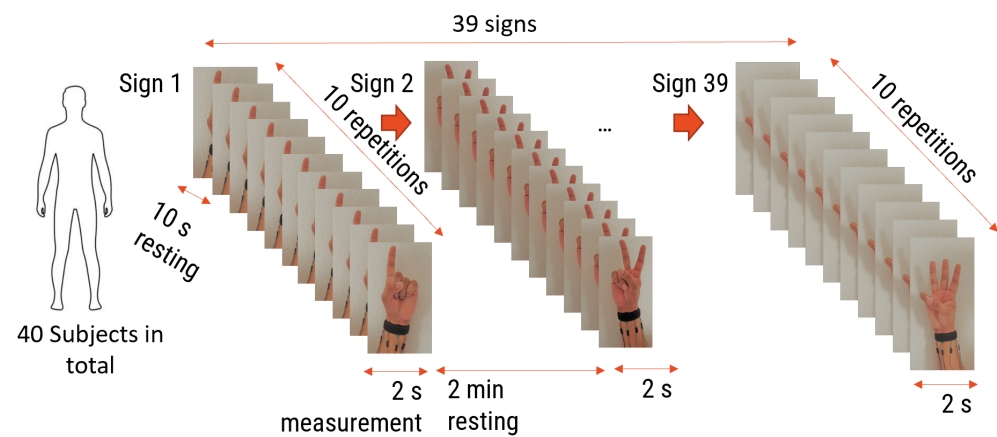 39 signs
Sign 1
10 repetitions
Sign 2
...
Sign 39
10 repetitions
10 s
resting
40 Subjects in
total
2 s
measurement
2 min
resting
2 s
2 s